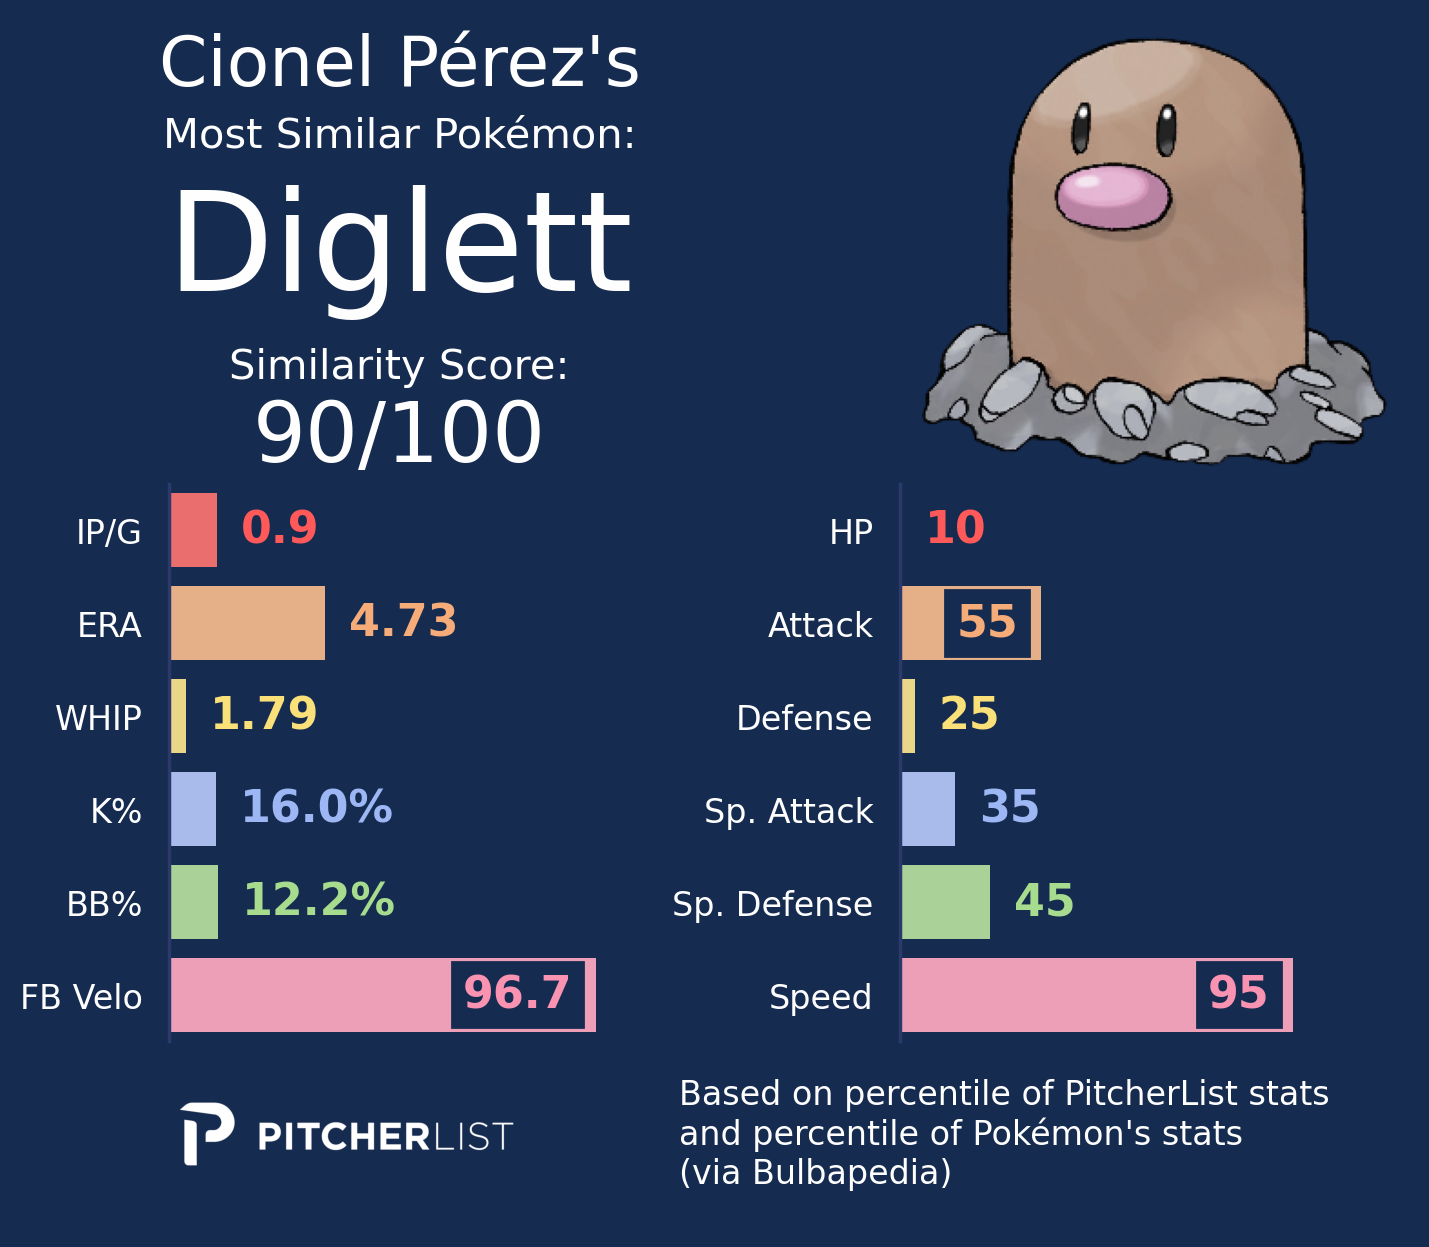 Cionel Pérez's
Most Similar Pokémon:
Diglett
Similarity Score:
90/100
IP/G 0.9
ERA 4.73
WHIP 1.79
K% 16.0%
BB% 12.2%
FB Velo 96.7
HP 10
Attack 55
Defense 25
Sp. Attack 35
Sp. Defense 45
Speed 95
PITCHERLIST
Based on percentile of PitcherList stats
and percentile of Pokémon's stats
(via Bulbapedia)